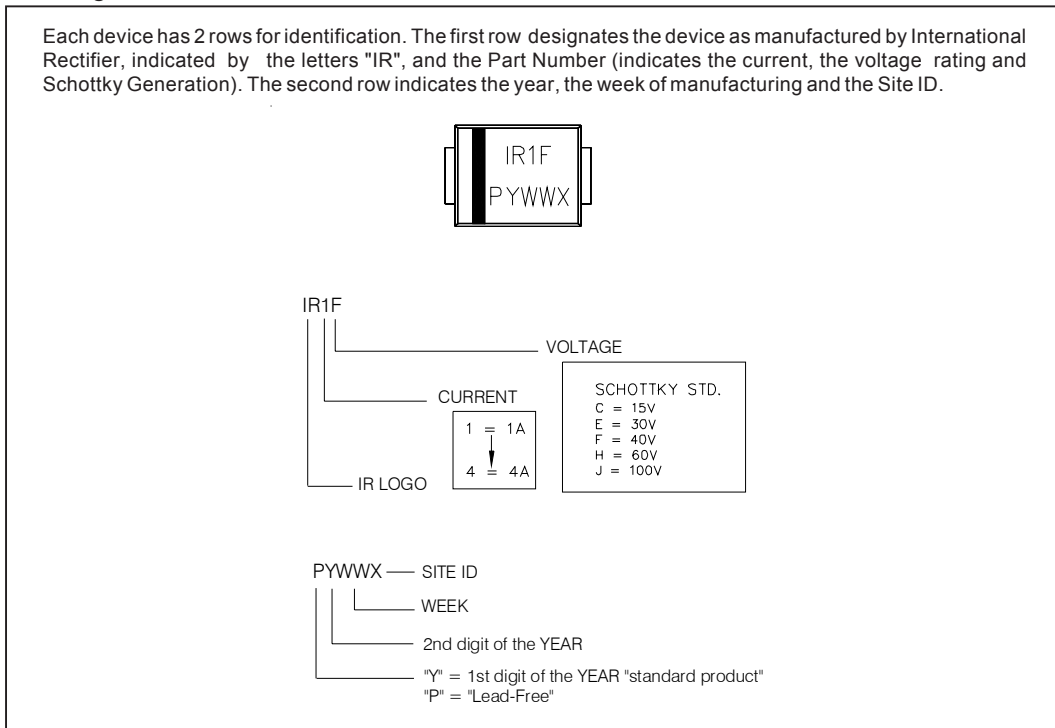 Each device has 2 rows for identification. The first row designates the device as manufactured by International
Rectifier, indicated by the letters "IR", and the Part Number (indicates the current, the voltage rating and
Schottky Generation). The second row indicates the year, the week of manufacturing and the Site ID.
IR1F
PYWWX
IR1F
VOLTAGE
SCHOTTKY STD.
C = 15V
E = 30V
F = 40V
H = 60V
J = 100V
CURRENT
1 = 1A
4 = 4A
IR LOGO
PYWWX
SITE ID
WEEK
2nd digit of the YEAR
"Y" = 1st digit of the YEAR "standard product"
"P" = "Lead-Free"